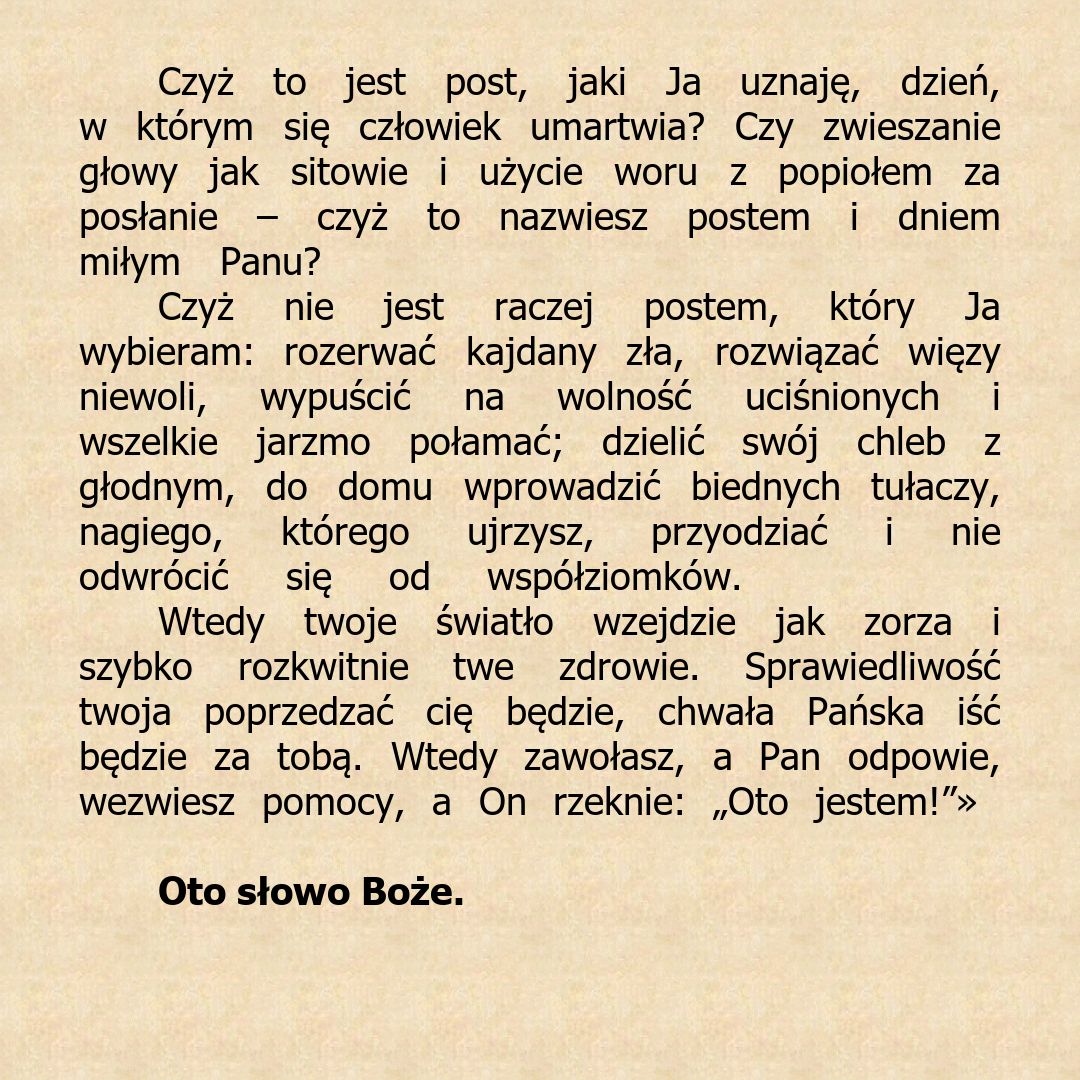 Czyż to jest post, jaki Ja uznaję, dzień,
w którym się człowiek umartwia? Czy zwieszanie
głowy jak sitowie i użycie woru z popiołem za
posłanie – czyż to nazwiesz postem i dniem
miłym Panu?
Czyż nie jest raczej postem, który Ja
wybieram: rozerwać kajdany zła, rozwiązać więzy
niewoli, wypuścić na wolność uciśnionych i
wszelkie jarzmo połamać; dzielić swój chleb z
głodnym, do domu wprowadzić biednych tułaczy,
nagiego, którego ujrzysz, przyodziać i nie
odwrócić się od współziomków.
Wtedy twoje światło wzejdzie jak zorza i
szybko rozkwitnie twe zdrowie. Sprawiedliwość
twoja poprzedzać cię będzie, chwała Pańska iść
będzie za tobą. Wtedy zawołasz, a Pan odpowie,
wezwiesz pomocy, a On rzeknie: „Oto jestem!”»
Oto słowo Boże.